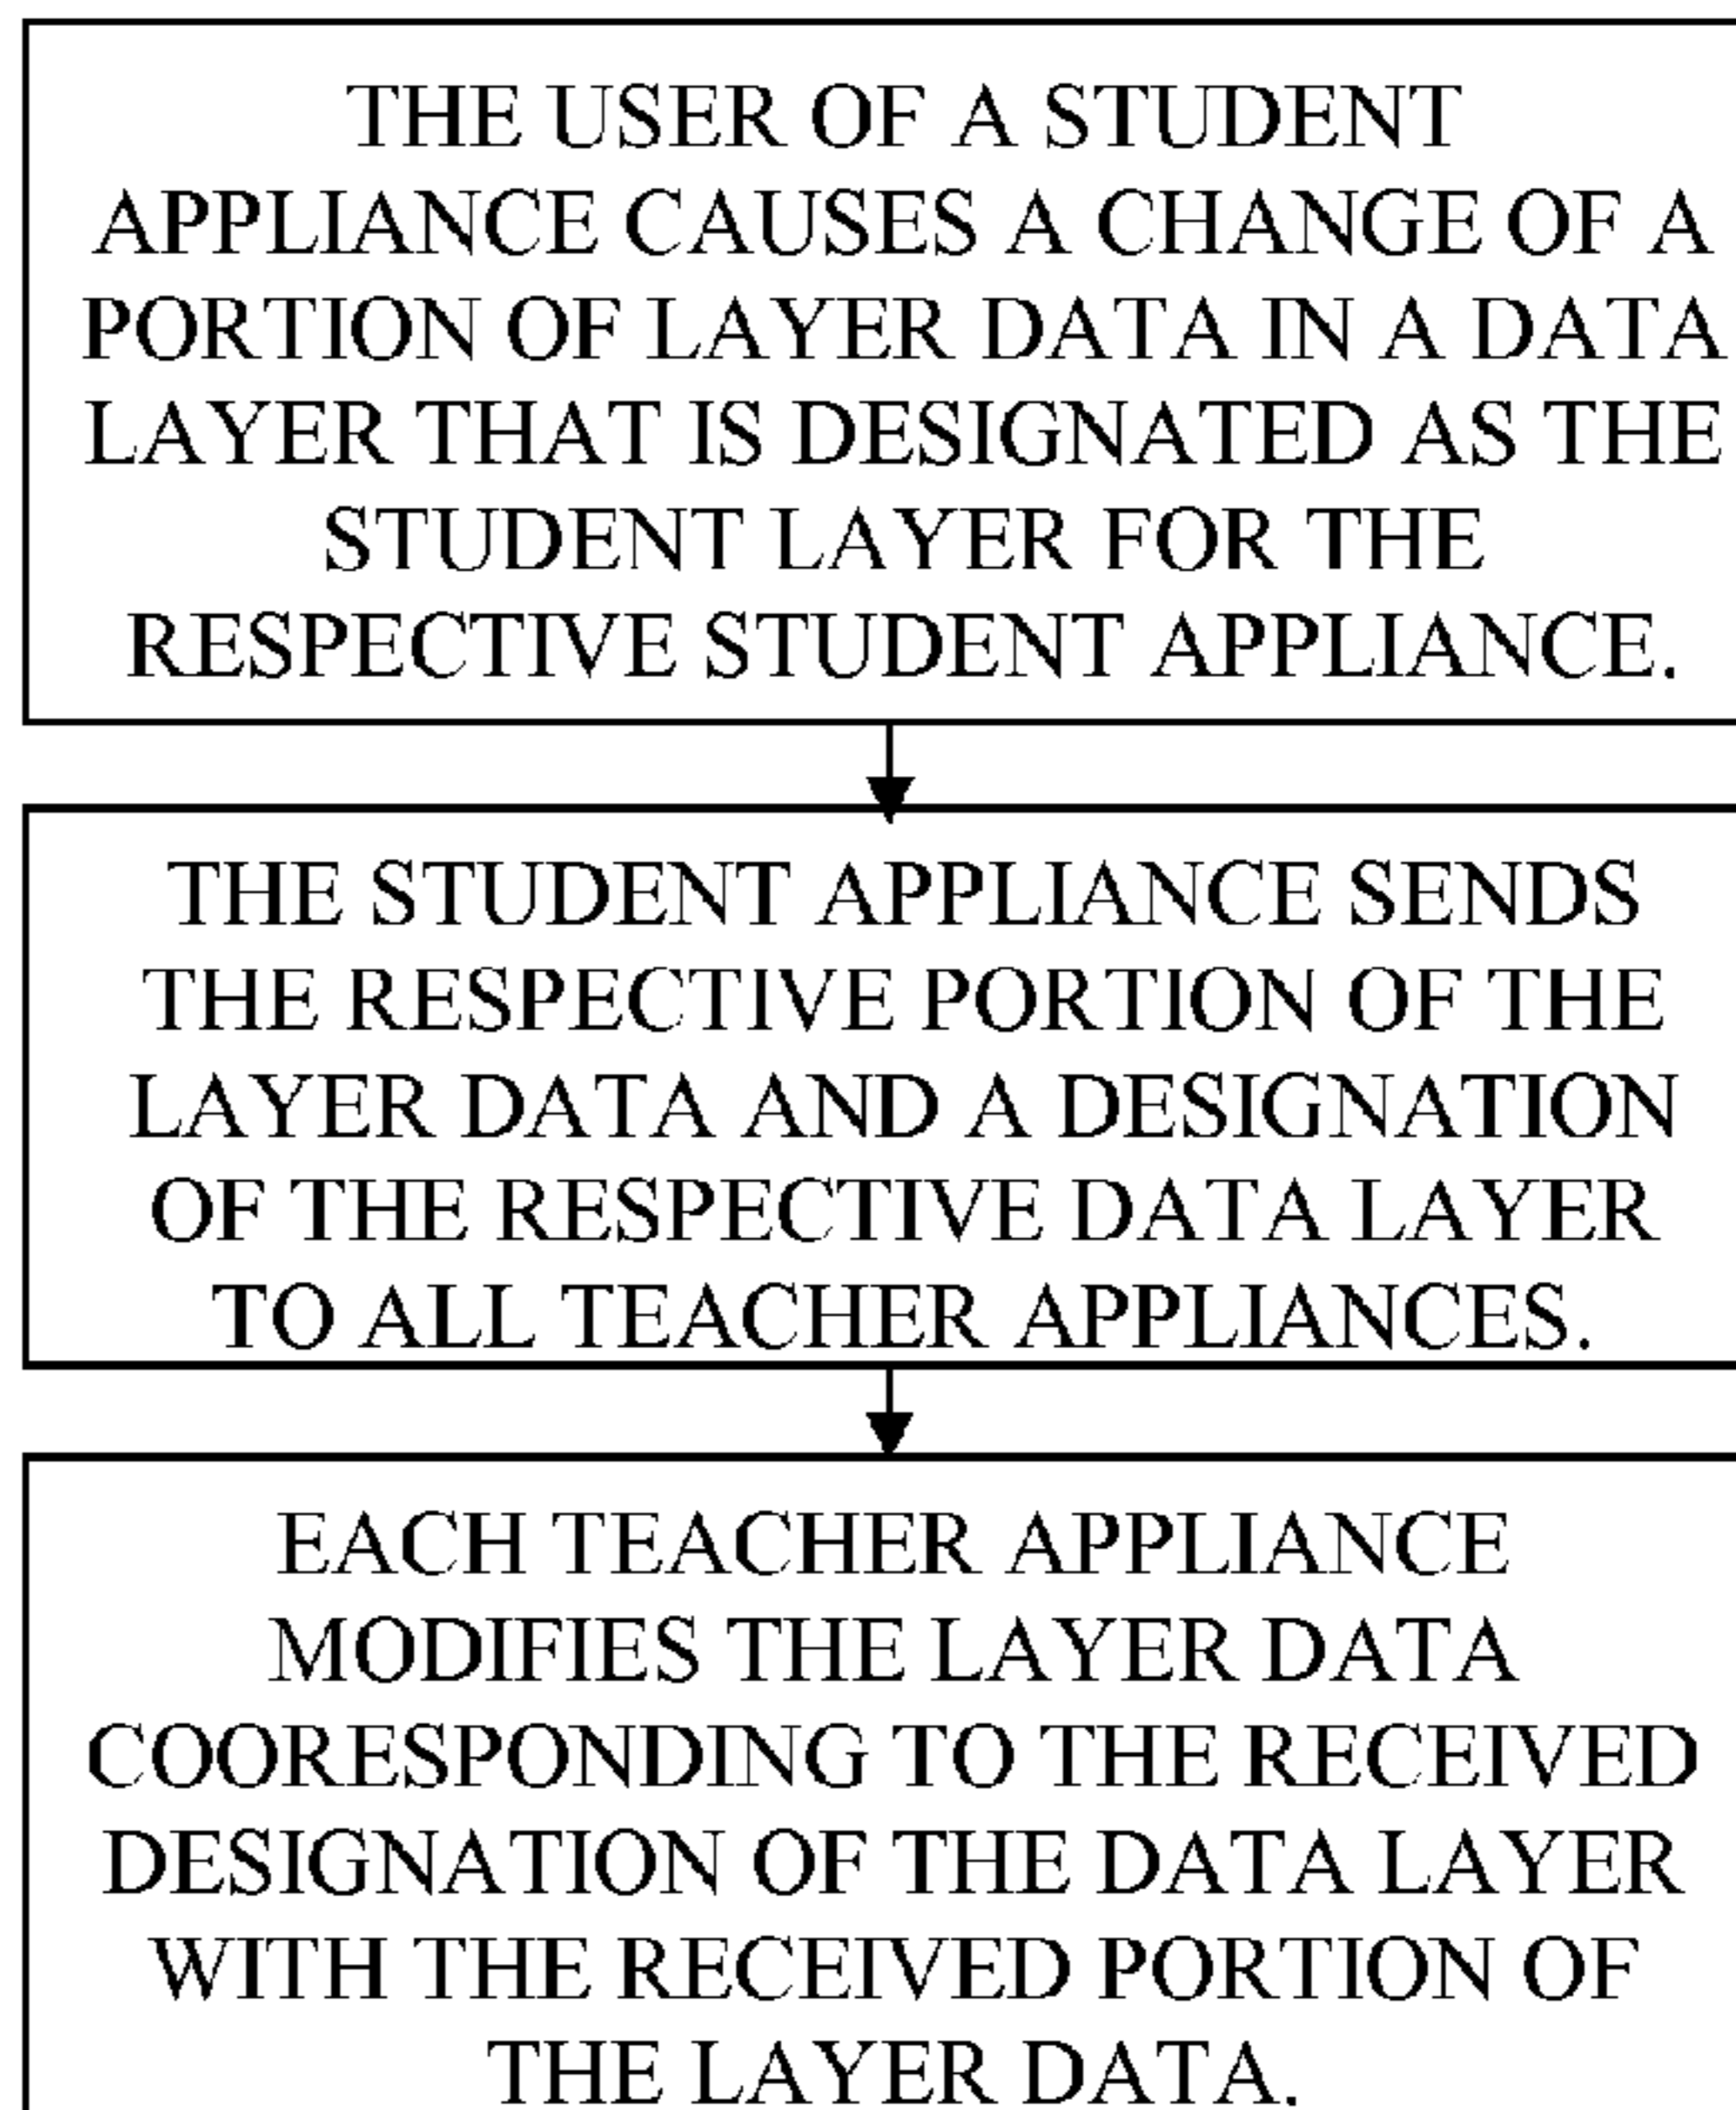 THE USER OF A STUDENT
APPLIANCE CAUSES A CHANGE OF A
PORTION OF LAYER DATA IN A DATA
LAYER THAT IS DESIGNATED AS THE
STUDENT LAYER FOR THE
RESPECTIVE STUDENT APPLIANCE.
THE STUDENT APPLIANCE SENDS
THE RESPECTIVE PORTION OF THE
LAYER DATA AND A DESIGNATION
OF THE RESPECTIVE DATA LAYER
TO ALL TEACHER APPLIANCES.
EACH TEACHER APPLIANCE
MODIFIES THE LAYER DATA
COORESPONDING TO THE RECEIVED
DESIGNATION OF THE DATA LAYER
WITH THE RECEIVED PORTION OF
THE LAYER DATA.